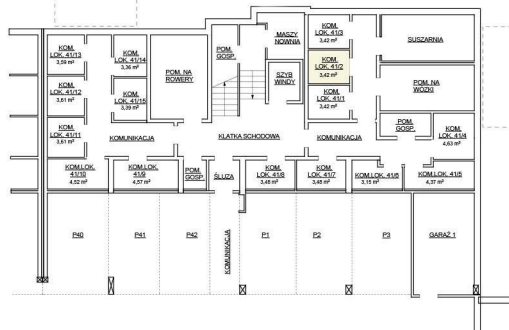 KOM.
LOK. 41/13
3,59 m²
KOM.
LOK. 41/14
3,36 m²
POM. NA
ROWERY
POM.
GOSP.
MASZY
NOWNIA
KOM.
LOK. 41/3
3,42 m²
SUSZARNIA
KOM.
LOK. 41/2
3,42 m²
SZYB
WINDY
KOM.
LOK. 41/12
3,61 m²
KOM.
LOK. 41/15
3,39 m²
KOM.
LOK. 41/1
3,42 m²
POM. NA
WÓZKI
KOM.
LOK. 41/11
3,61 m²
KOMUNIKACJA
KLATKA SCHODOWA
KOMUNIKACJA
POM.
GOSP.
KOM.
LOK. 41/4
4,63 m²
KOM.LOK.
41/10
4,52 m²
KOM.LOK.
41/9
4,57 m²
POM.
GOSP.
ŚLUZA
KOM.
LOK. 41/8
3,48 m²
KOM.
LOK. 41/7
3,48 m²
KOM.LOK. 41/6
3,15 m²
KOM.LOK. 41/5
4,37 m²
P40
P41
P42
KOMUNIKACJA
P1
P2
P3
GARAŻ 1